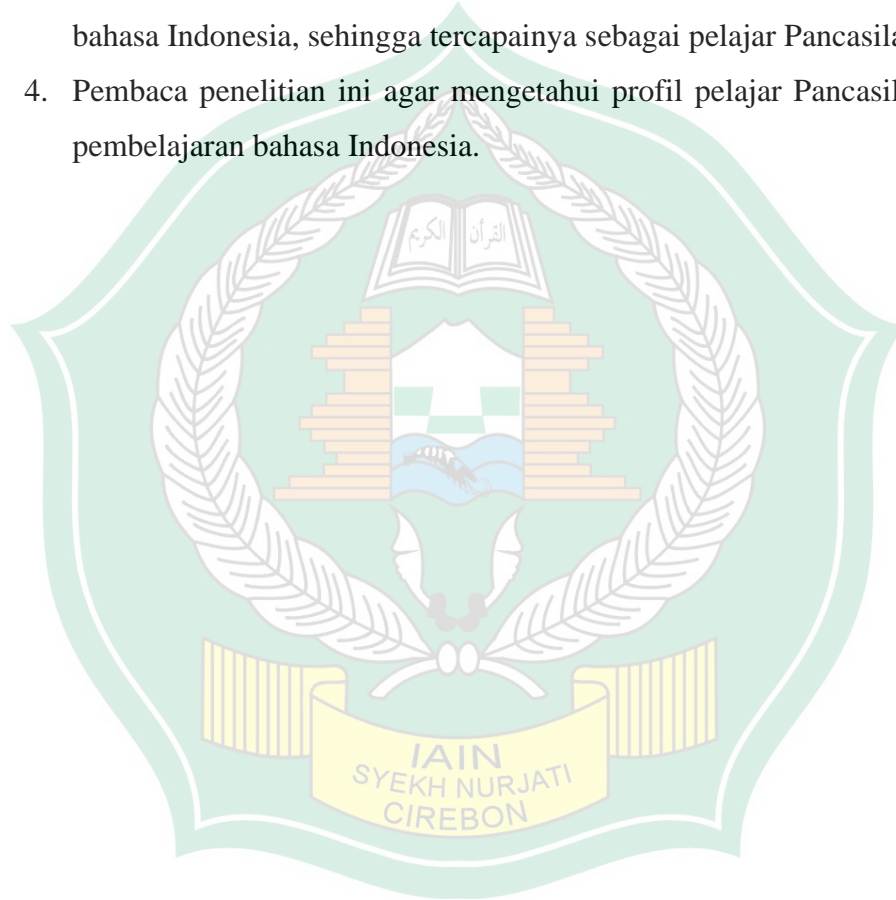 bahasa Indonesia, sehingga tercapainya sebagai pelajar Pancasila
4. Pembaca penelitian ini agar mengetahui profil pelajar Pancasil
pembelajaran bahasa Indonesia.
القرآن الكريم
IAIN
SYEKH NURJATI
CIREBON